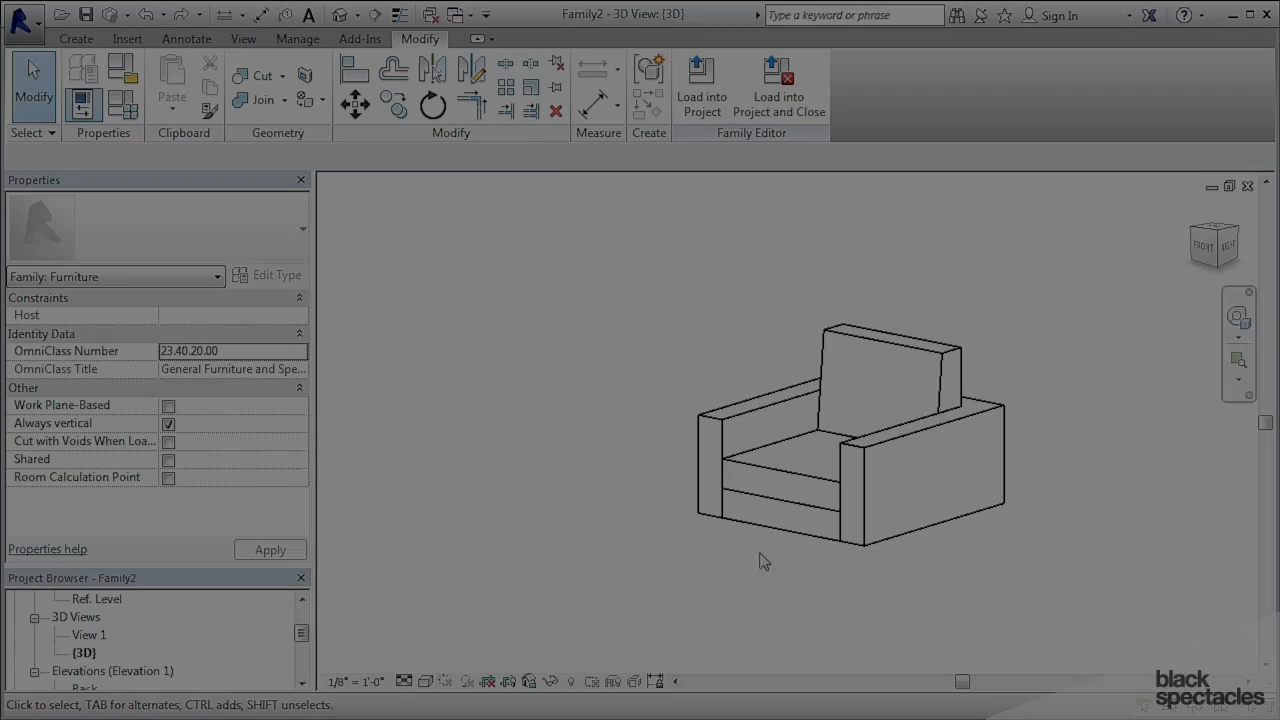 Family2 - 3D View: {3D}
Type a keyword or phrase
Sign In
Create
Insert
Annotate
View
Manage
Add-Ins
Modify
Modify
Paste
Cut
Join
Load into
Project
Load into
Project and Close
Select
Properties
Clipboard
Geometry
Modify
Measure
Create
Family Editor
Properties
Family: Furniture
Edit Type
Constraints
Host
Identity Data
OmniClass Number 23.40.20.00
OmniClass Title General Furniture and Spe...
Other
Work Plane-Based
Always vertical
Cut with Voids When Loa...
Shared
Room Calculation Point
Properties help
Apply
Project Browser - Family2
Ref. Level
3D Views
View 1
{3D}
Elevations (Elevation 1)
Back
FRONT
RIGHT
1/8" = 1'-0"
Click to select, TAB for alternates, CTRL adds, SHIFT unselects.
black
spectacles